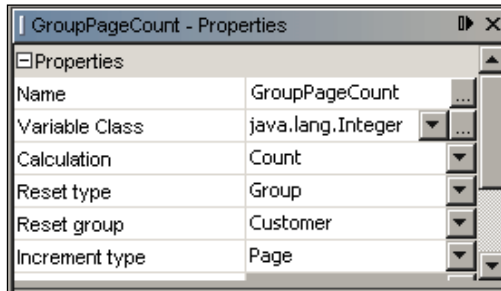 GroupPageCount - Properties
Properties
Name GroupPageCount ...
Variable Class java.lang.Integer ...
Calculation Count
Reset type Group
Reset group Customer
Increment type Page